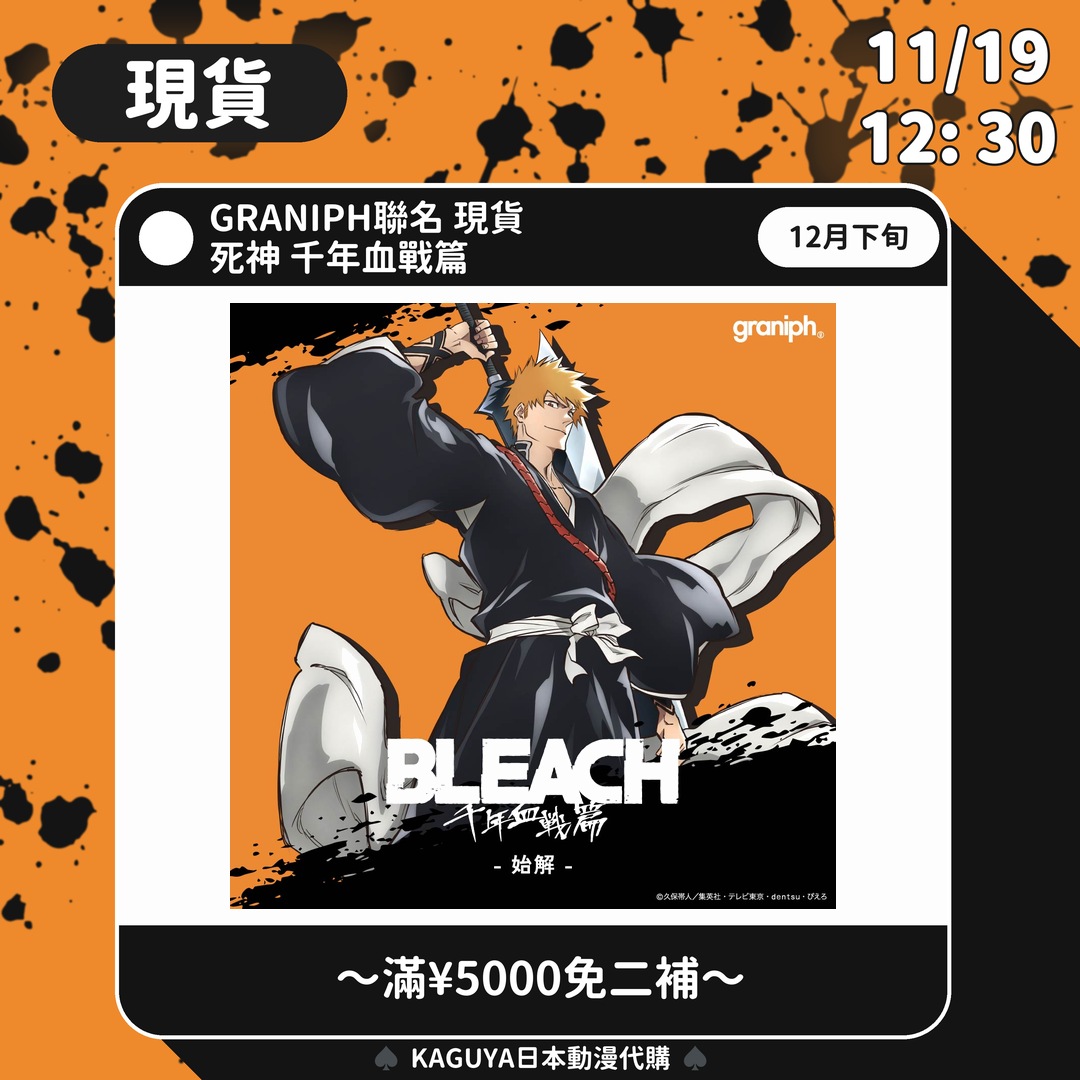 現貨
11/19
12: 30
GRANIPH聯名 現貨
死神 千年血戰篇
12月下旬
graniph®
BLEACH
千年血戦篇
- 始解 -
©久保帯人／集英社・テレビ東京・dentsu・ぴえろ
～滿¥5000免二補～
♠ KAGUYA日本動漫代購 ♠